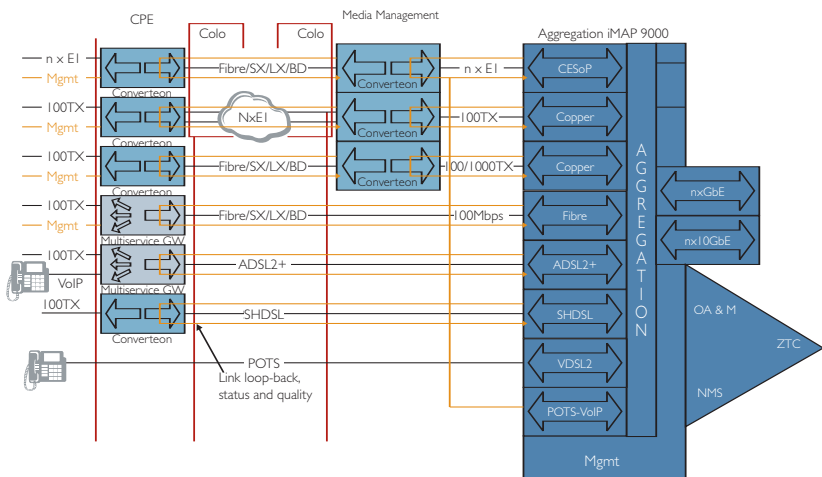 CPE
Media Management
Colo
Colo
Aggregation iMAP 9000
n x E1
Mgmt
Fibre/SX/LX/BD
Converteon
Converteon
n x E1
CESoP
100TX
Mgmt
NxE1
Converteon
Converteon
100TX
Copper
100TX
Mgmt
Fibre/SX/LX/BD
Converteon
Converteon
100/1000TX
Copper
100TX
Mgmt
Fibre/SX/LX/BD
Multiservice GW
100Mbps
Fibre
100TX
VoIP
ADSL2+
Multiservice GW
ADSL2+
100TX
SHDSL
Converteon
SHDSL
POTS
VDSL2
Link loop-back,
status and quality
POTS-VoIP
AGGREGATION
nxGbE
nx10GbE
OA & M
ZTC
NMS
Mgmt